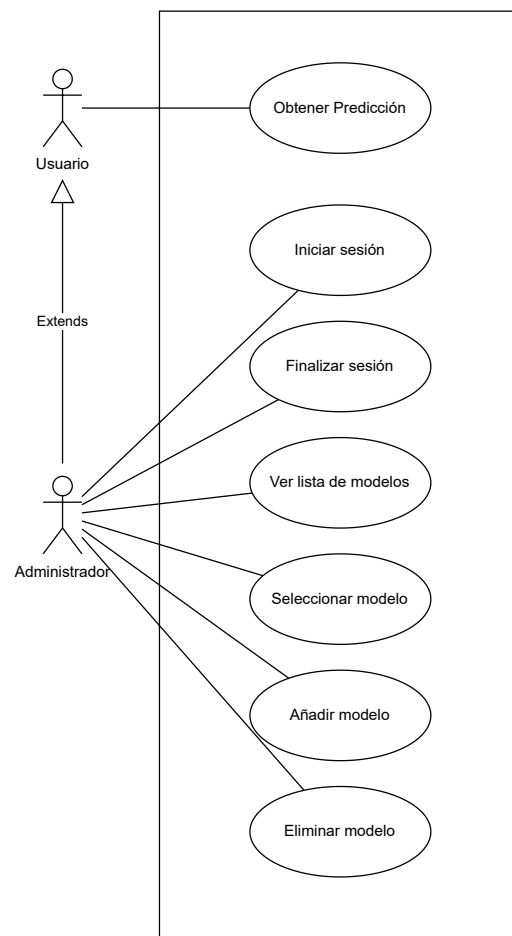 Obtener Predicción
Usuario
Iniciar sesión
Extends
Finalizar sesión
Ver lista de modelos
Administrador
Seleccionar modelo
Añadir modelo
Eliminar modelo